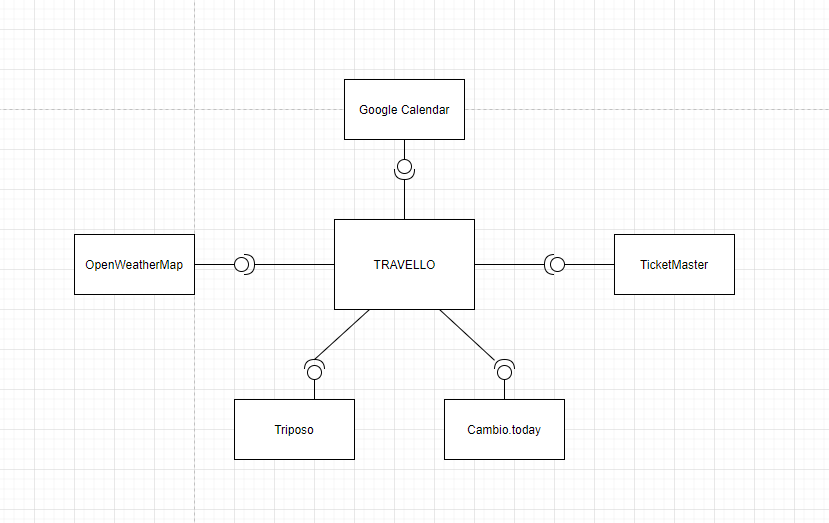 Google Calendar
OpenWeatherMap
TRAVELLO
TicketMaster
Triposo
Cambio.today